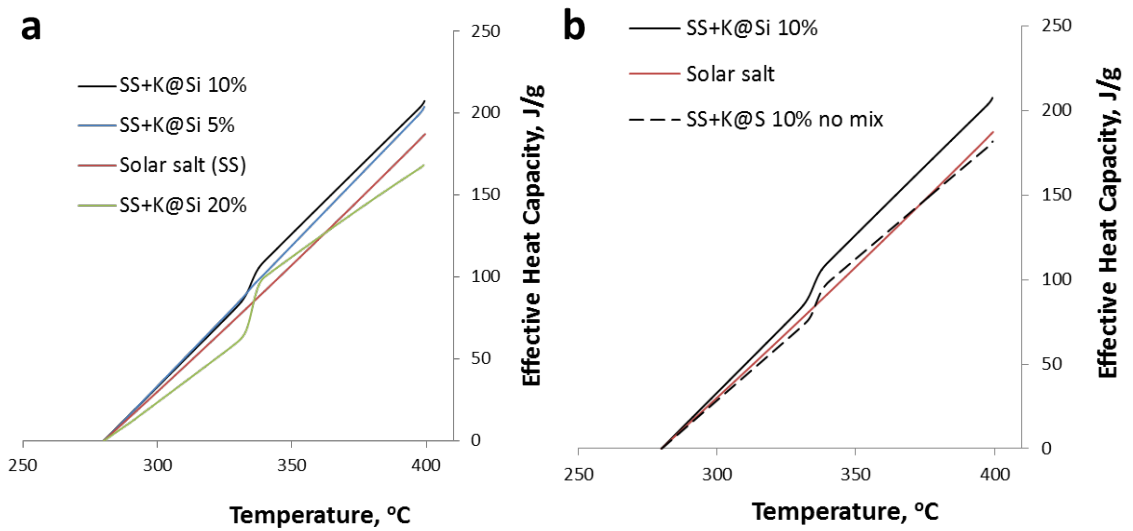 a
SS+K@Si 10%
SS+K@Si 5%
Solar salt (SS)
SS+K@Si 20%
250
200
150
100
50
0
Effective Heat Capacity, J/g
250
300
350
400
Temperature, °C
b
SS+K@Si 10%
Solar salt
SS+K@S 10% no mix
250
200
150
100
50
0
Effective Heat Capacity, J/g
250
300
350
400
Temperature, °C